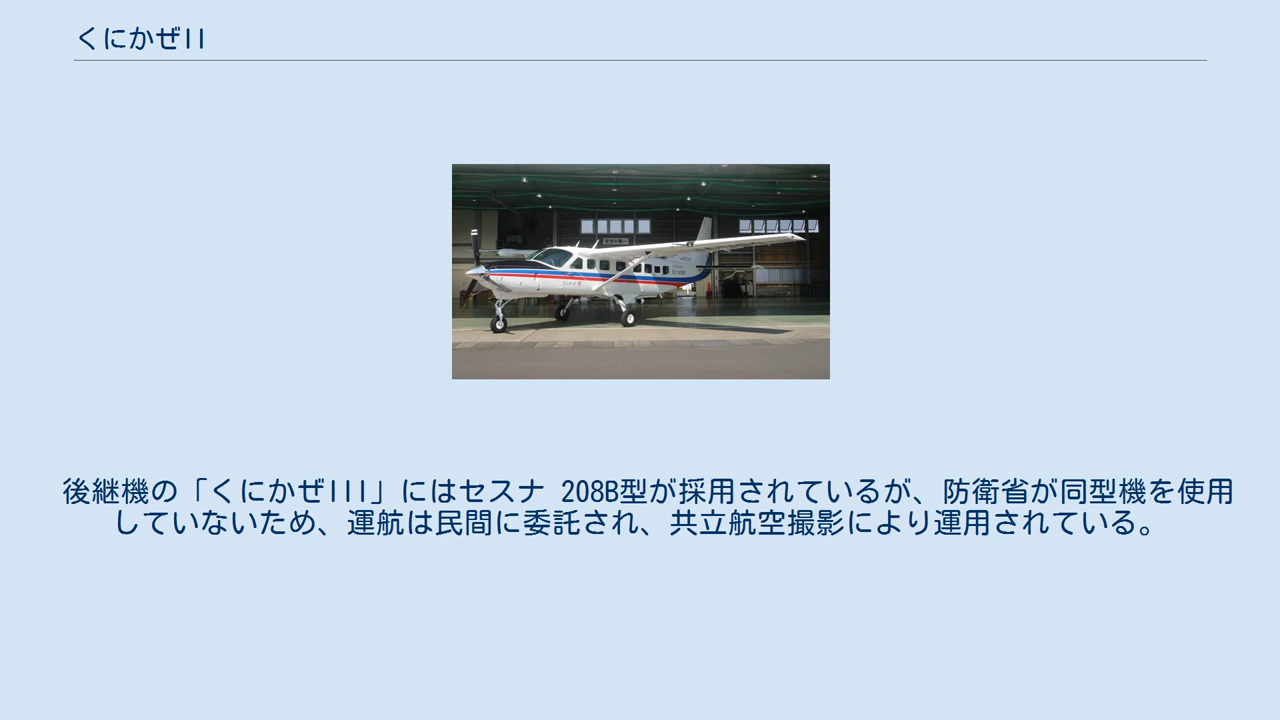 くにかぜII
後継機の「くにかぜIII」にはセスナ 208B型が採用されているが、防衛省が同型機を使用
していないため、運航は民間に委託され、共立航空撮影により運用されている。